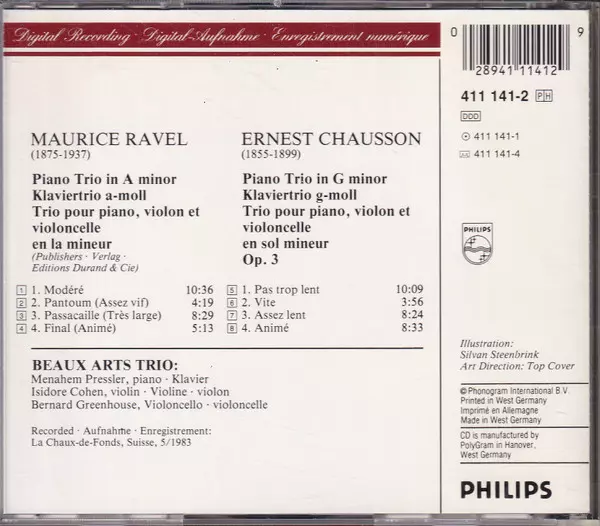 Digital Recording · Digital-Aufnahme · Enregistrement numérique
MAURICE RAVEL
(1875-1937)
Piano Trio in A minor
Klaviertrio a-moll
Trio pour piano, violon et
violoncelle
en la mineur
(Publishers · Verlag ·
Editions Durand & Cie)
1 1. Modéré 10:36
2 2. Pantoum (Assez vif) 4:19
3 3. Passacaille (Très large) 8:29
4 4. Final (Animé) 5:13
ERNEST CHAUSSON
(1855-1899)
Piano Trio in G minor
Klaviertrio g-moll
Trio pour piano, violon et
violoncelle
en sol mineur
Op. 3
5 1. Pas trop lent 10:09
6 2. Vite 3:56
7 3. Assez lent 8:24
8 4. Animé 8:33
BEAUX ARTS TRIO:
Menahem Pressler, piano · Klavier
Isidore Cohen, violin · Violine · violon
Bernard Greenhouse, Violoncello · violoncelle
Recorded · Aufnahme · Enregistrement:
La Chaux-de-Fonds, Suisse, 5/1983
0 28941 11412 9
411 141-2 PH
DDD
411 141-1
411 141-4
PHILIPS
Illustration:
Silvan Steenbrink
Art Direction: Top Cover
℗ Phonogram International B.V.
Printed in West Germany
Imprimé en Allemagne
Made in West Germany
CD is manufactured by
PolyGram in Hanover,
West Germany
PHILIPS